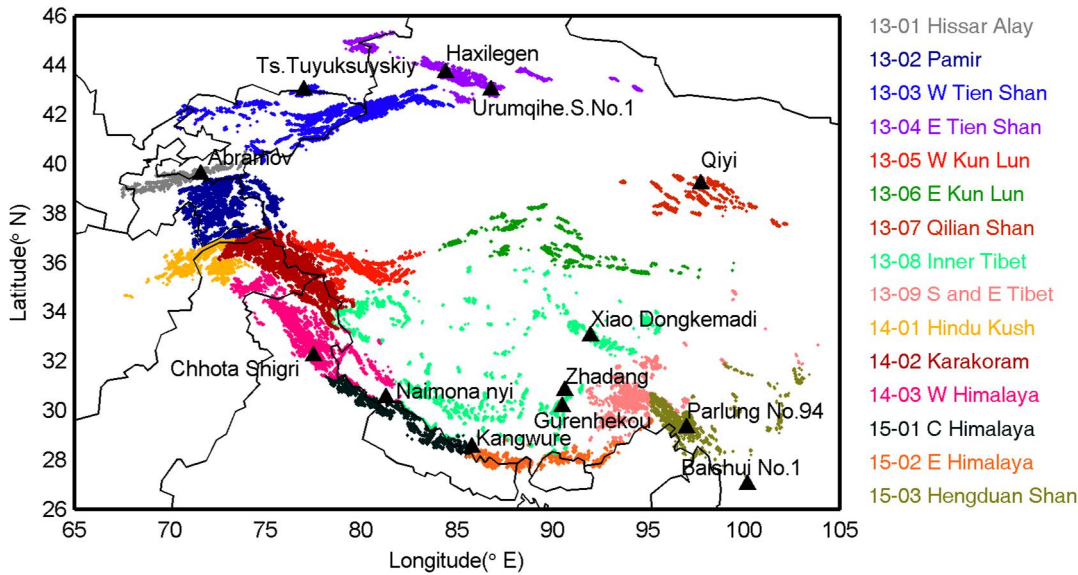 46
44
42
40
38
36
34
32
30
28
26
65
70
75
80
85
90
95
100
105
Latitude(° N)
Longitude(° E)
Haxilegen
Ts.Tuyuksuyskiy
Urumqihe.S.No.1
Abramov
Qiyi
Xiao Dongkemadi
Chhota Shigri
Zhadang
Naimona nyi
Gurenhekou
Parlung No.94
Kangwure
Baishui No.1
13-01 Hissar Alay
13-02 Pamir
13-03 W Tien Shan
13-04 E Tien Shan
13-05 W Kun Lun
13-06 E Kun Lun
13-07 Qilian Shan
13-08 Inner Tibet
13-09 S and E Tibet
14-01 Hindu Kush
14-02 Karakoram
14-03 W Himalaya
15-01 C Himalaya
15-02 E Himalaya
15-03 Hengduan Shan